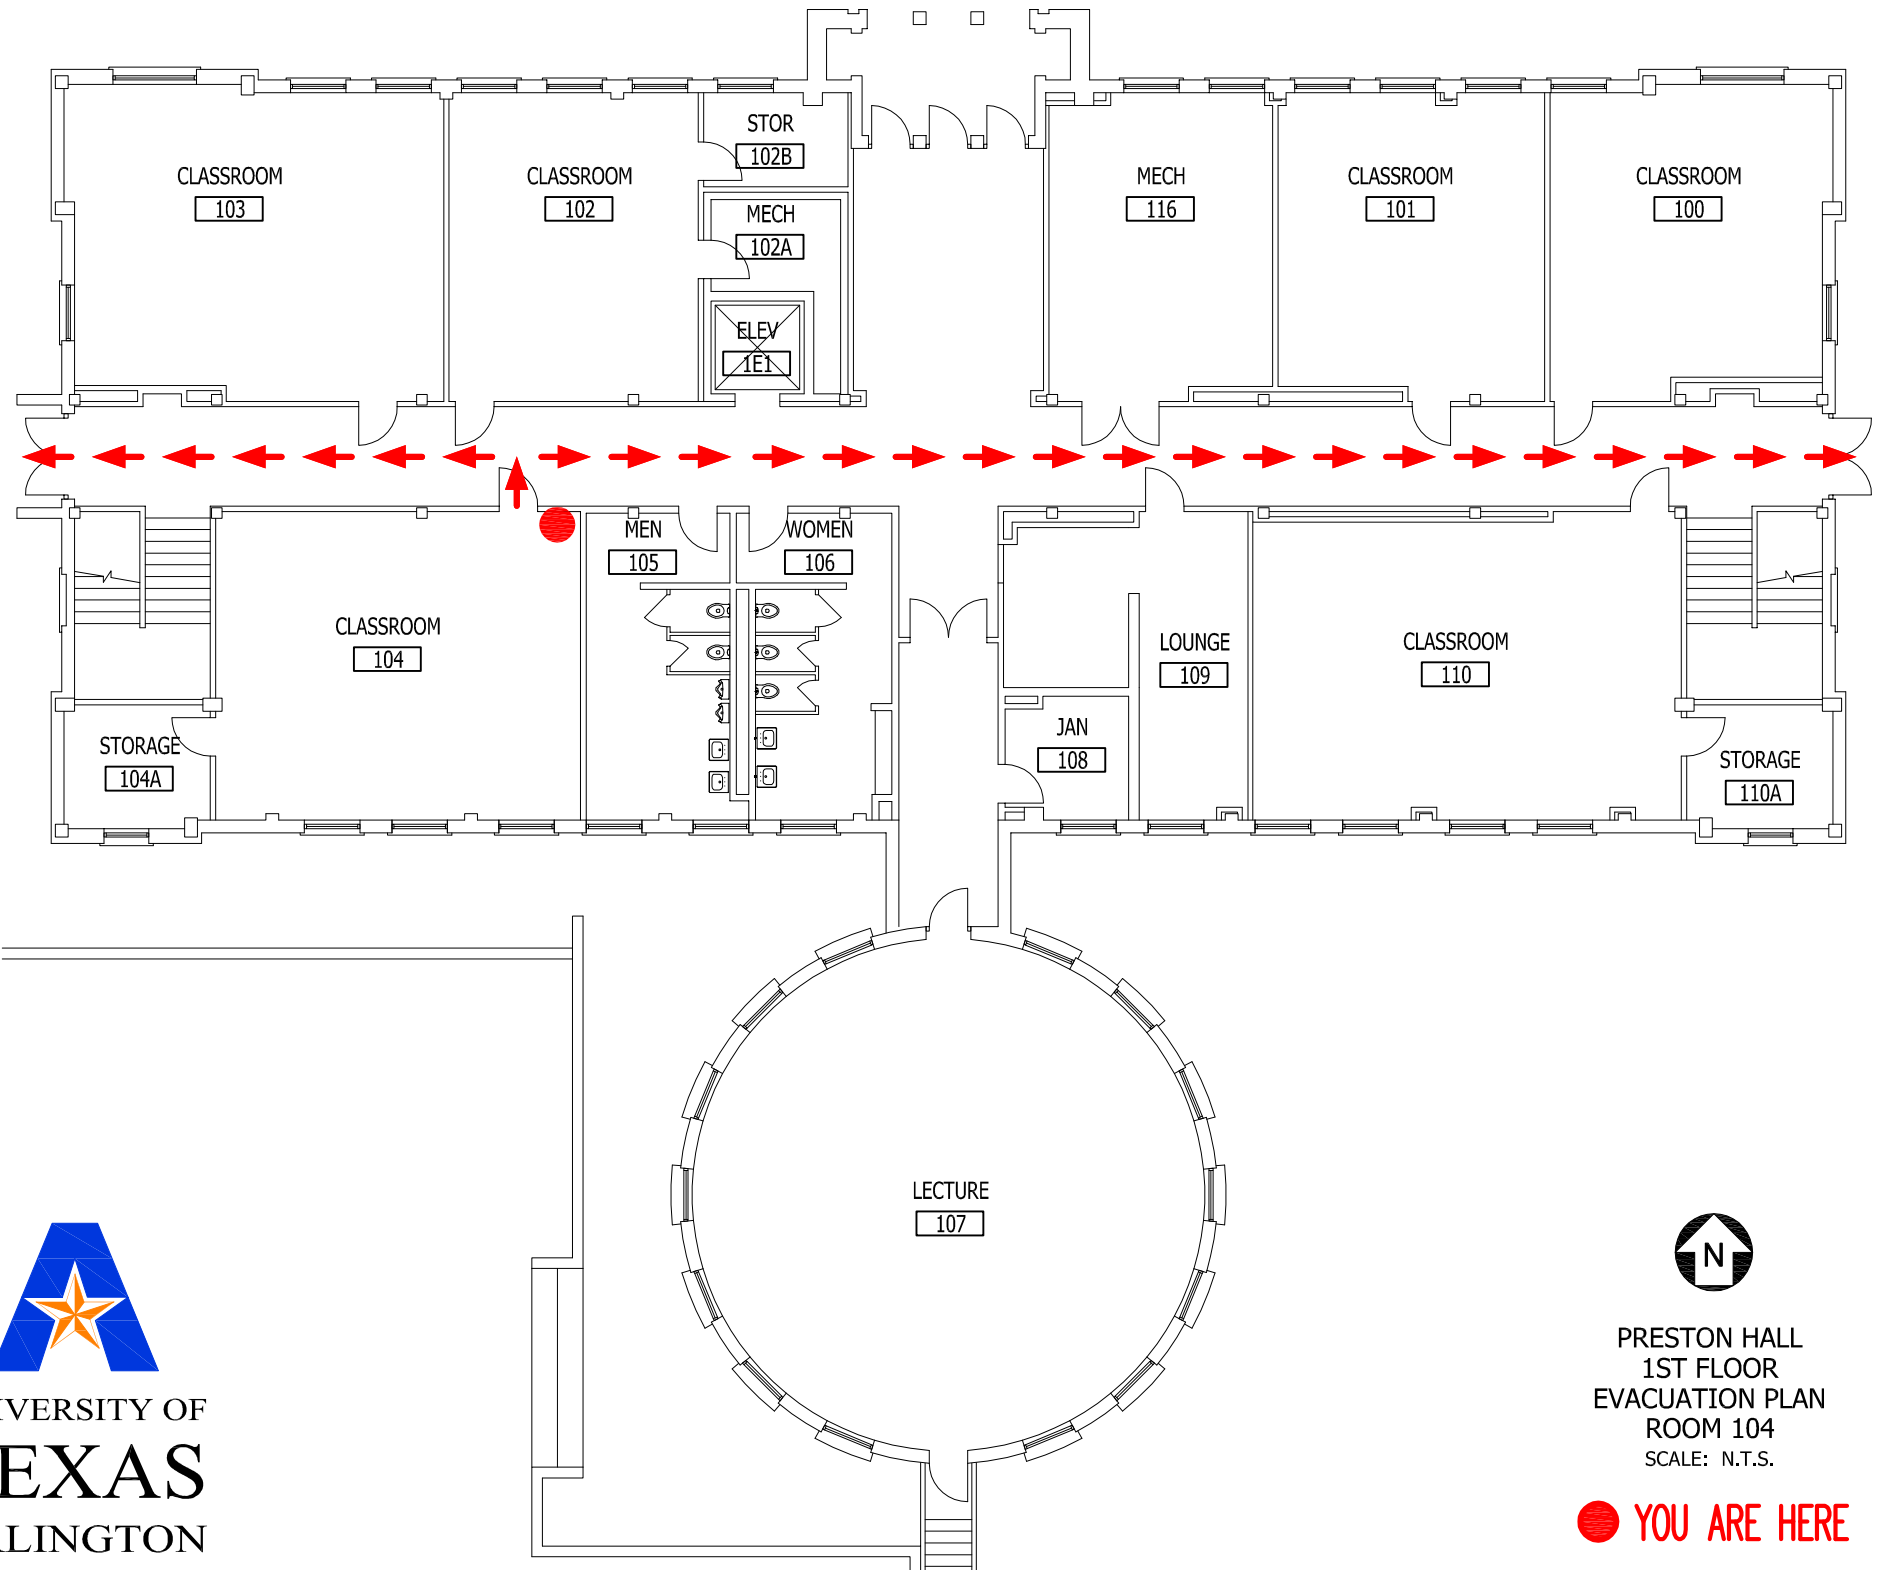 STOR
102B
CLASSROOM
103
CLASSROOM
102
MECH
116
CLASSROOM
101
CLASSROOM
100
MECH
102A
ELEV
1E1
MEN
105
WOMEN
106
CLASSROOM
104
LOUNGE
109
CLASSROOM
110
JAN
108
STORAGE
104A
STORAGE
110A
LECTURE
107
N
PRESTON HALL
1ST FLOOR
EVACUATION PLAN
ROOM 104
SCALE: N.T.S.
YOU ARE HERE
IVERSITY OF
EXAS
LINGTON